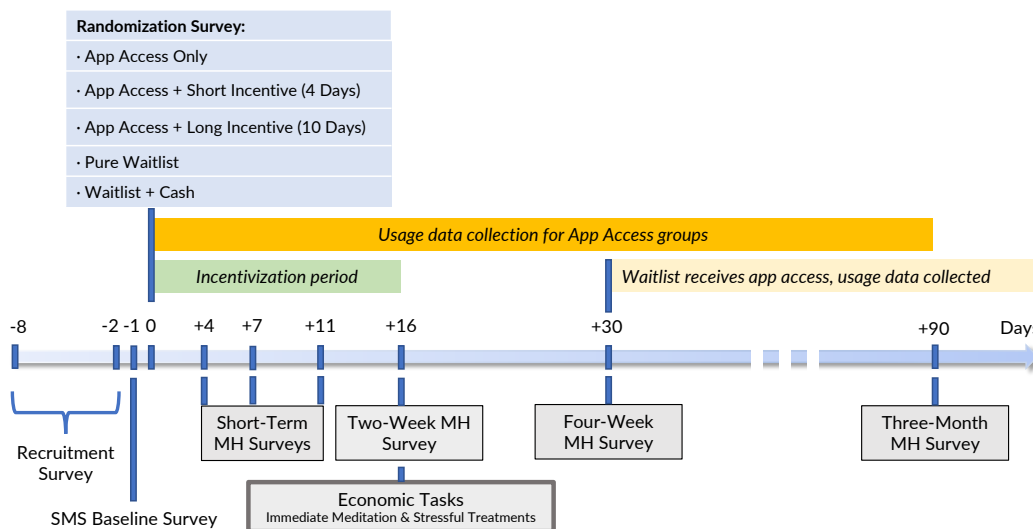 Randomization Survey:
· App Access Only
· App Access + Short Incentive (4 Days)
· App Access + Long Incentive (10 Days)
· Pure Waitlist
· Waitlist + Cash
Usage data collection for App Access groups
Incentivization period
Waitlist receives app access, usage data collected
-8 -2 -1 0 +4 +7 +11 +16 +30 +90 Days
Recruitment
Survey
SMS Baseline Survey
Short-Term
MH Surveys
Two-Week MH
Survey
Four-Week
MH Survey
Three-Month
MH Survey
Economic Tasks
Immediate Meditation & Stressful Treatments